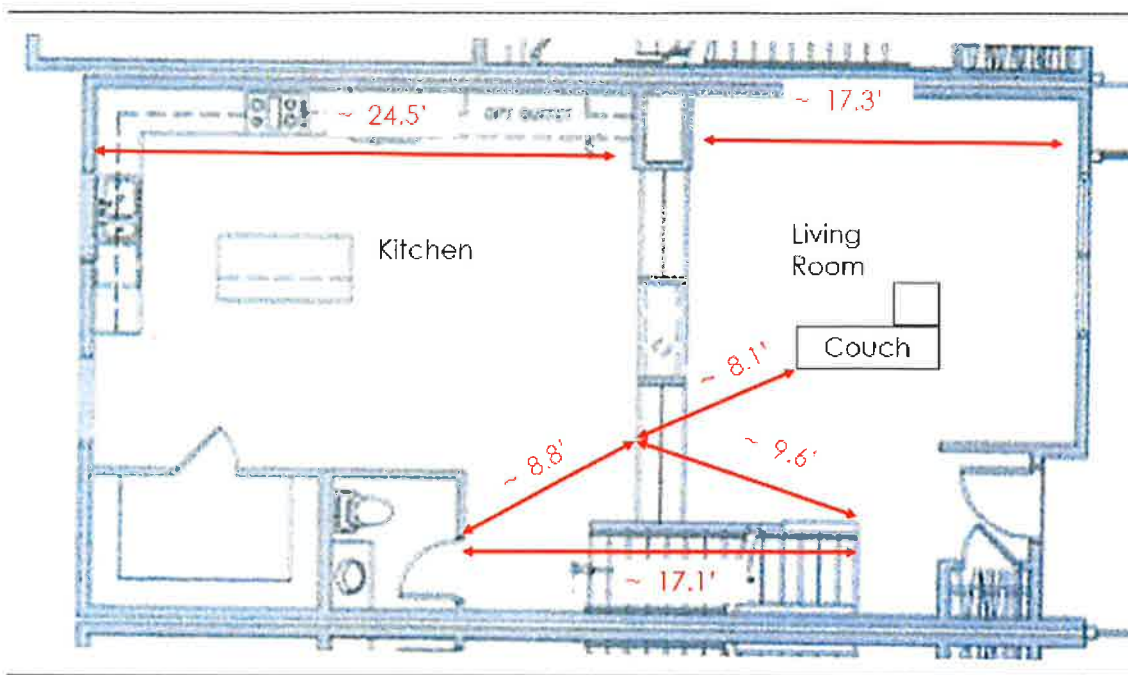 ~ 24.5'
~ 17.3'
Kitchen
Living
Room
Couch
~ 8.1'
~ 8.8'
~ 9.6'
~ 17.1'